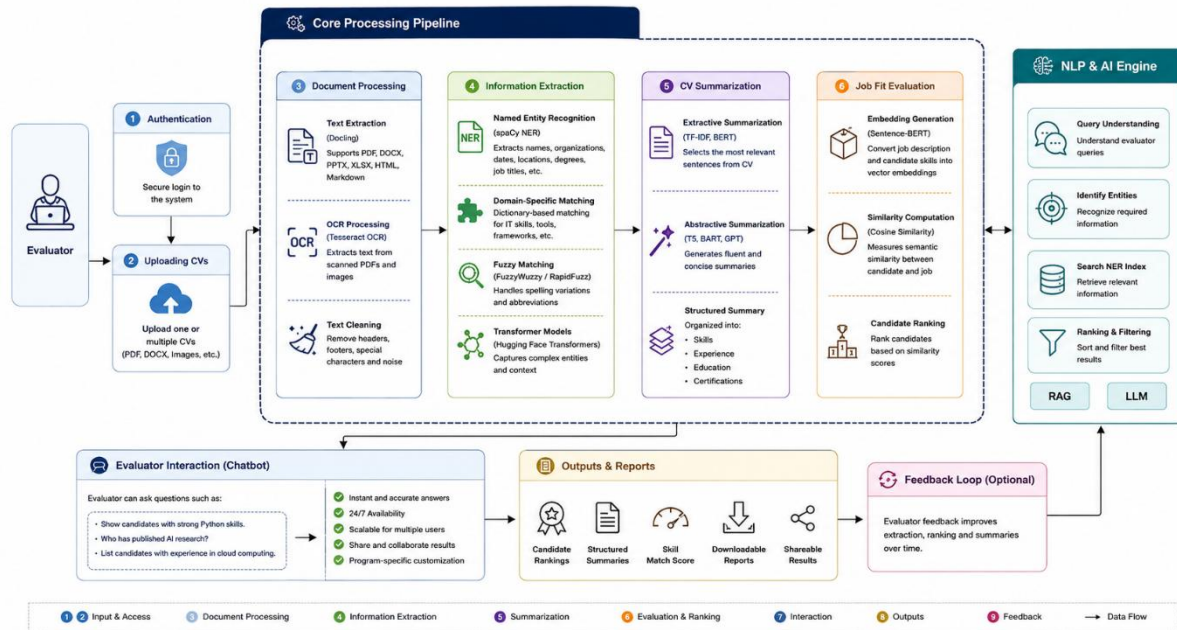 Core Processing Pipeline
Evaluator
1 Authentication
Secure login to
the system
2 Uploading CVs
Upload one or
multiple CVs
(PDF, DOCX, Images, etc.)
3 Document Processing
Text Extraction
(Docling)
Supports PDF, DOCX,
PPTX, XLSX, HTML,
Markdown
OCR
OCR Processing
(Tesseract OCR)
Extracts text from
scanned PDFs and
images
Text Cleaning
Remove headers,
footers, special
characters and noise
4 Information Extraction
NER
Named Entity Recognition
(spaCy NER)
Extracts names, organizations,
dates, locations, degrees,
job titles, etc.
Domain-Specific Matching
Dictionary-based matching
for IT skills, tools,
frameworks, etc.
Fuzzy Matching
(FuzzyWuzzy / RapidFuzz)
Handles spelling variations
and abbreviations
Transformer Models
(Hugging Face Transformers)
Captures complex entities
and context
5 CV Summarization
Extractive Summarization
(TF-IDF, BERT)
Selects the most relevant
sentences from CV
Abstractive Summarization
(T5, BART, GPT)
Generates fluent and
concise summaries
Structured Summary
Organized into:
• Skills
• Experience
• Education
• Certifications
6 Job Fit Evaluation
Embedding Generation
(Sentence-BERT)
Convert job description
and candidate skills into
vector embeddings
Similarity Computation
(Cosine Similarity)
Measures semantic
similarity between
candidate and job
2 1 3
Candidate Ranking
Rank candidates
based on similarity
scores
NLP & AI Engine
Query Understanding
Understand evaluator
queries
Identify Entities
Recognize required
information
Search NER Index
Retrieve relevant
information
Ranking & Filtering
Sort and filter best
results
RAG
LLM
Evaluator Interaction (Chatbot)
Evaluator can ask questions such as:
• Show candidates with strong Python skills.
• Who has published AI research?
• List candidates with experience in cloud computing.
Instant and accurate answers
24/7 Availability
Scalable for multiple users
Share and collaborate results
Program-specific customization
Outputs & Reports
Candidate
Rankings
Structured
Summaries
Skill
Match Score
Downloadable
Reports
Shareable
Results
Feedback Loop (Optional)
Evaluator feedback improves
extraction, ranking and summaries
over time.
1 2 Input & Access
3 Document Processing
4 Information Extraction
5 Summarization
6 Evaluation & Ranking
7 Interaction
8 Outputs
9 Feedback
Data Flow